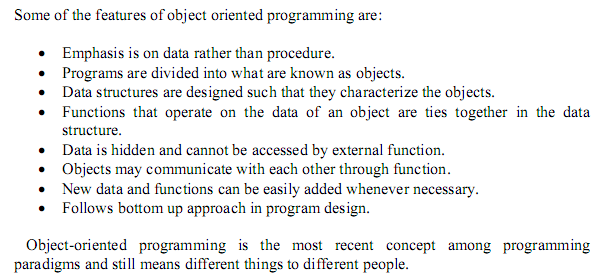 Some of the features of object oriented programming are:
• Emphasis is on data rather than procedure.
• Programs are divided into what are known as objects.
• Data structures are designed such that they characterize the objects.
• Functions that operate on the data of an object are ties together in the data
structure.
• Data is hidden and cannot be accessed by external function.
• Objects may communicate with each other through function.
• New data and functions can be easily added whenever necessary.
• Follows bottom up approach in program design.
Object-oriented programming is the most recent concept among programming
paradigms and still means different things to different people.